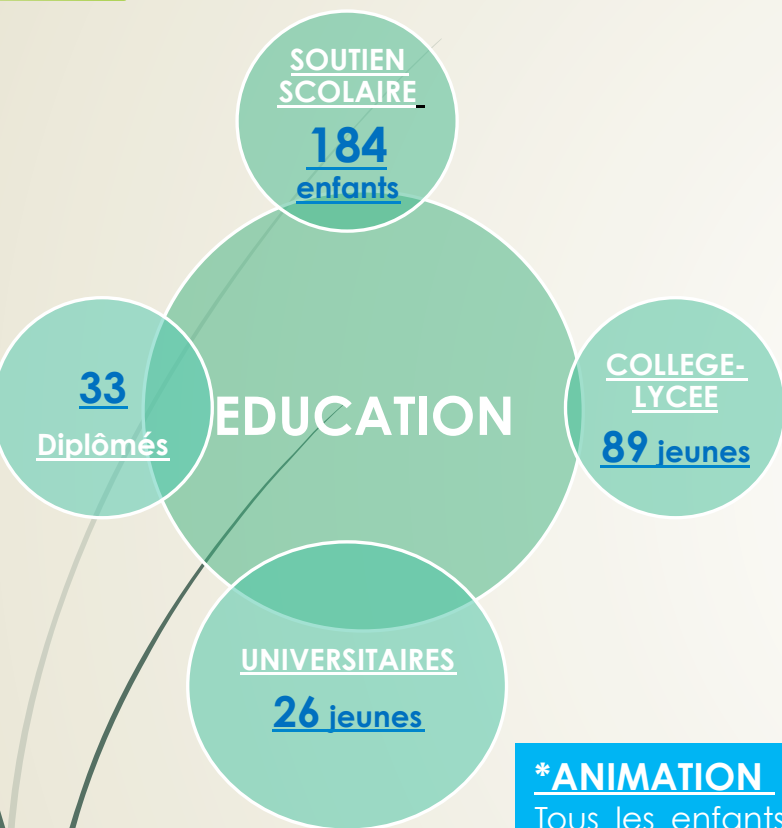 SOUTIEN
SCOLAIRE
184
enfants
33
Diplômés
EDUCATION
COLLEGE-
LYCEE
89 jeunes
UNIVERSITAIRES
26 jeunes
*ANIMATION
Tous les enfants